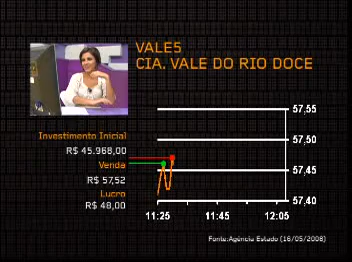 VALE5
CIA. VALE DO RIO DOCE
Investimento Inicial
R$ 45.968,00
Venda
R$ 57,52
Lucro
R$ 48,00
57,55
57,50
57,45
57,40
11:25 11:45 12:05
Fonte:Agência Estado (16/05/2008)